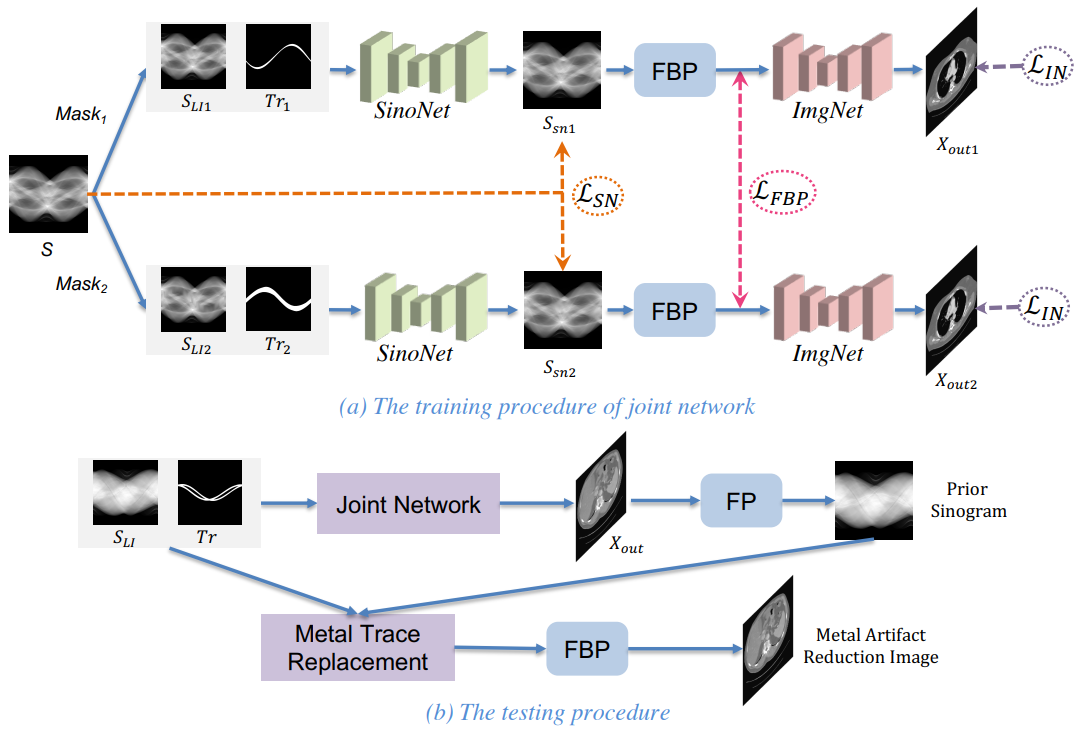 S_{LI1}
Tr_1
SinoNet
S_{sn1}
FBP
ImgNet
X_{out1}
\mathcal{L}_{IN}
Mask_1
S
\mathcal{L}_{SN}
\mathcal{L}_{FBP}
Mask_2
S_{LI2}
Tr_2
SinoNet
S_{sn2}
FBP
ImgNet
X_{out2}
\mathcal{L}_{IN}
(a) The training procedure of joint network
S_{LI}
Tr
Joint Network
X_{out}
FP
Prior
Sinogram
Metal Trace
Replacement
FBP
Metal Artifact
Reduction Image
(b) The testing procedure